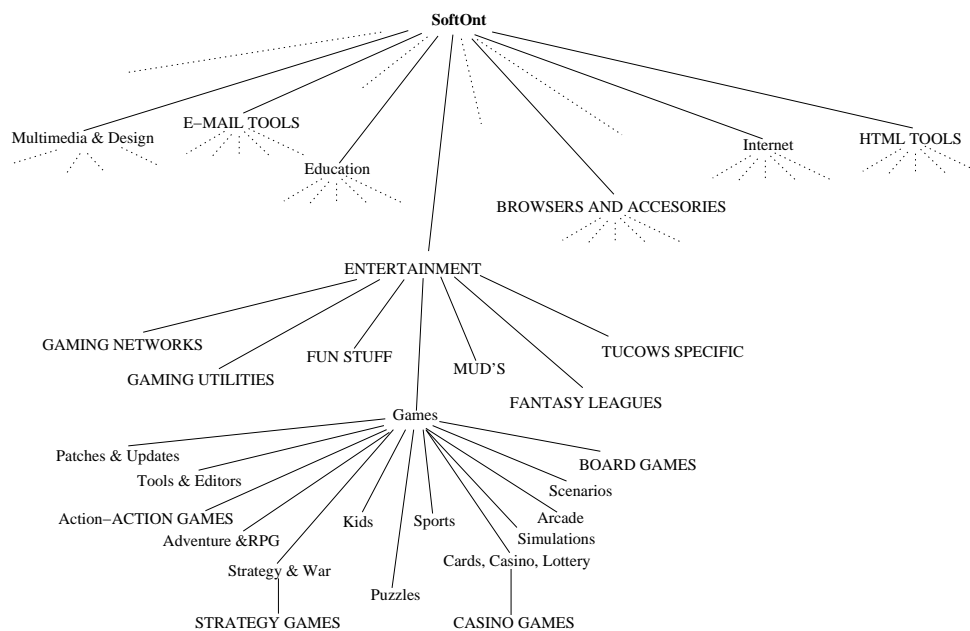 SoftOnt
E−MAIL TOOLS
Multimedia & Design
HTML TOOLS
Internet
Education
BROWSERS AND ACCESORIES
ENTERTAINMENT
GAMING NETWORKS
FUN STUFF
TUCOWS SPECIFIC
MUD'S
GAMING UTILITIES
FANTASY LEAGUES
Games
Patches & Updates
BOARD GAMES
Tools & Editors
Scenarios
Action−ACTION GAMES
Kids
Sports
Arcade
Adventure &RPG
Simulations
Strategy & War
Cards, Casino, Lottery
Puzzles
STRATEGY GAMES
CASINO GAMES